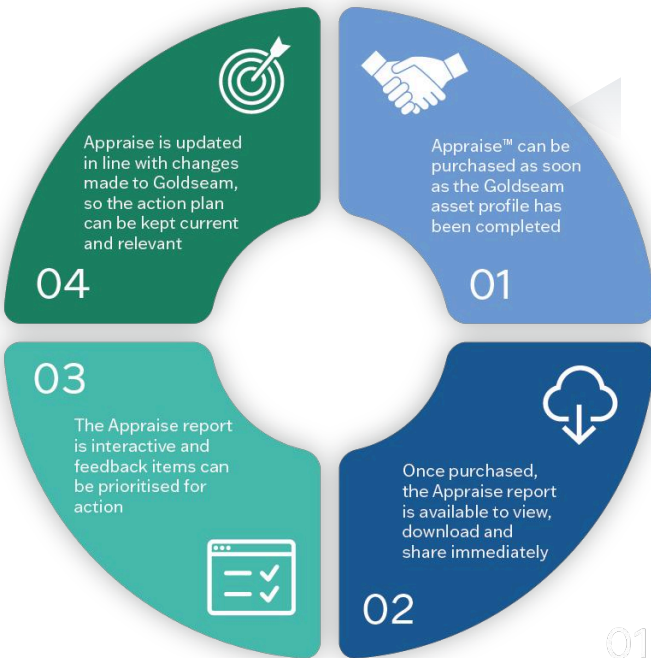 Appraise™ can be
purchased as soon
as the Goldseam
asset profile has
been completed
01
Once purchased,
the Appraise report
is available to view,
download and
share immediately
02
03
The Appraise report
is interactive and
feedback items can
be prioritised for
action
Appraise is updated
in line with changes
made to Goldseam,
so the action plan
can be kept current
and relevant
04
01